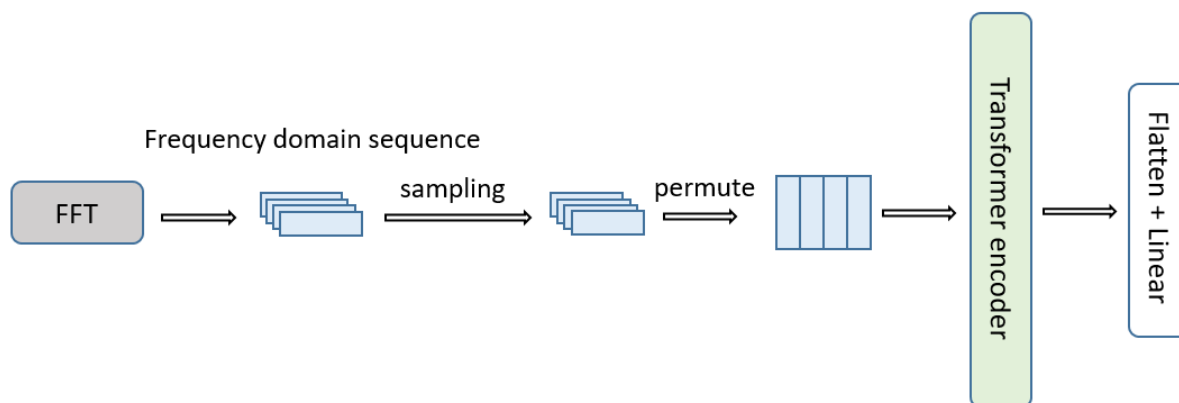 Frequency domain sequence
FFT
sampling
permute
Transformer encoder
Flatten + Linear